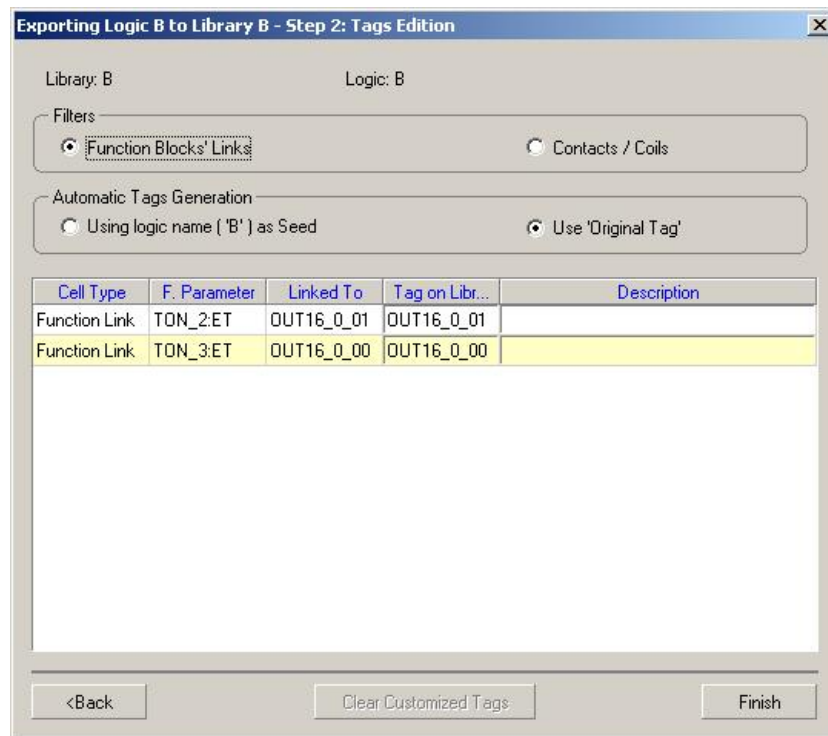 Exporting Logic B to Library B - Step 2: Tags Edition
Library: B Logic: B
Filters
Function Blocks' Links Contacts / Coils
Automatic Tags Generation
Using logic name ( 'B' ) as Seed Use 'Original Tag'
Cell Type F. Parameter Linked To Tag on Libr... Description
Function Link TON_2:ET OUT16_0_01 OUT16_0_01
Function Link TON_3:ET OUT16_0_00 OUT16_0_00
<Back Clear Customized Tags Finish